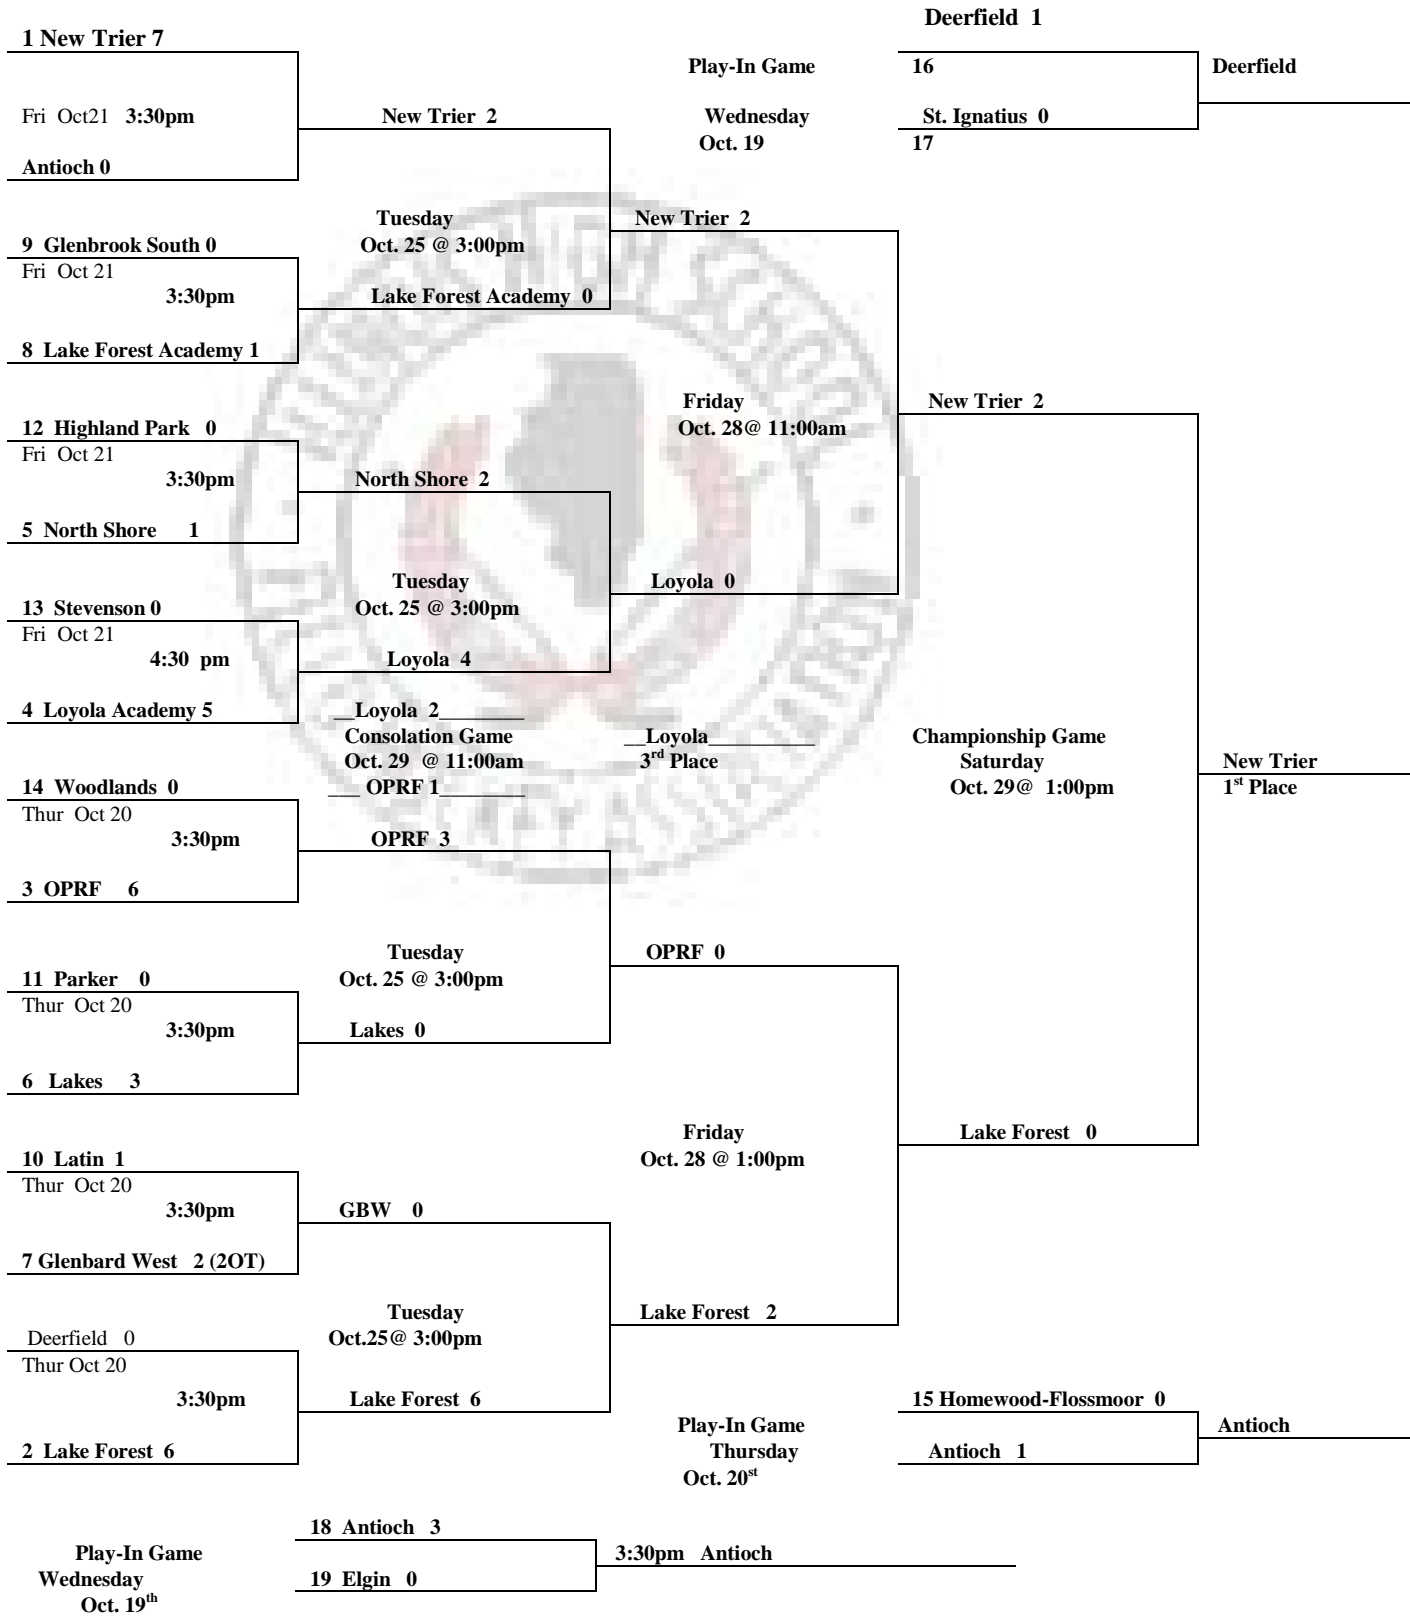 Deerfield 1
1 New Trier 7
Play-In Game 16 Deerfield
Fri Oct21 3:30pm New Trier 2 Wednesday St. Ignatius 0
Oct. 19 17
Antioch 0
Tuesday New Trier 2
9 Glenbrook South 0 Oct. 25 @ 3:00pm
Fri Oct 21
3:30pm Lake Forest Academy 0
8 Lake Forest Academy 1
Friday New Trier 2
12 Highland Park 0 Oct. 28@ 11:00am
Fri Oct 21
3:30pm North Shore 2
5 North Shore 1
Tuesday Loyola 0
13 Stevenson 0 Oct. 25 @ 3:00pm
Fri Oct 21
4:30 pm Loyola 4
4 Loyola Academy 5 __Loyola 2________
Consolation Game __Loyola__________ Championship Game
Oct. 29 @ 11:00am 3rd Place Saturday New Trier
14 Woodlands 0 ___ OPRF 1________ Oct. 29@ 1:00pm 1st Place
Thur Oct 20
3:30pm OPRF 3
3 OPRF 6
Tuesday OPRF 0
11 Parker 0 Oct. 25 @ 3:00pm
Thur Oct 20
3:30pm Lakes 0
6 Lakes 3
Friday Lake Forest 0
10 Latin 1 Oct. 28 @ 1:00pm
Thur Oct 20
3:30pm GBW 0
7 Glenbard West 2 (2OT)
Tuesday Lake Forest 2
Deerfield 0 Oct.25@ 3:00pm
Thur Oct 20
3:30pm Lake Forest 6 15 Homewood-Flossmoor 0
Play-In Game Antioch
2 Lake Forest 6 Thursday Antioch 1
Oct. 20st
18 Antioch 3
Play-In Game 3:30pm Antioch
Wednesday 19 Elgin 0
Oct. 19th